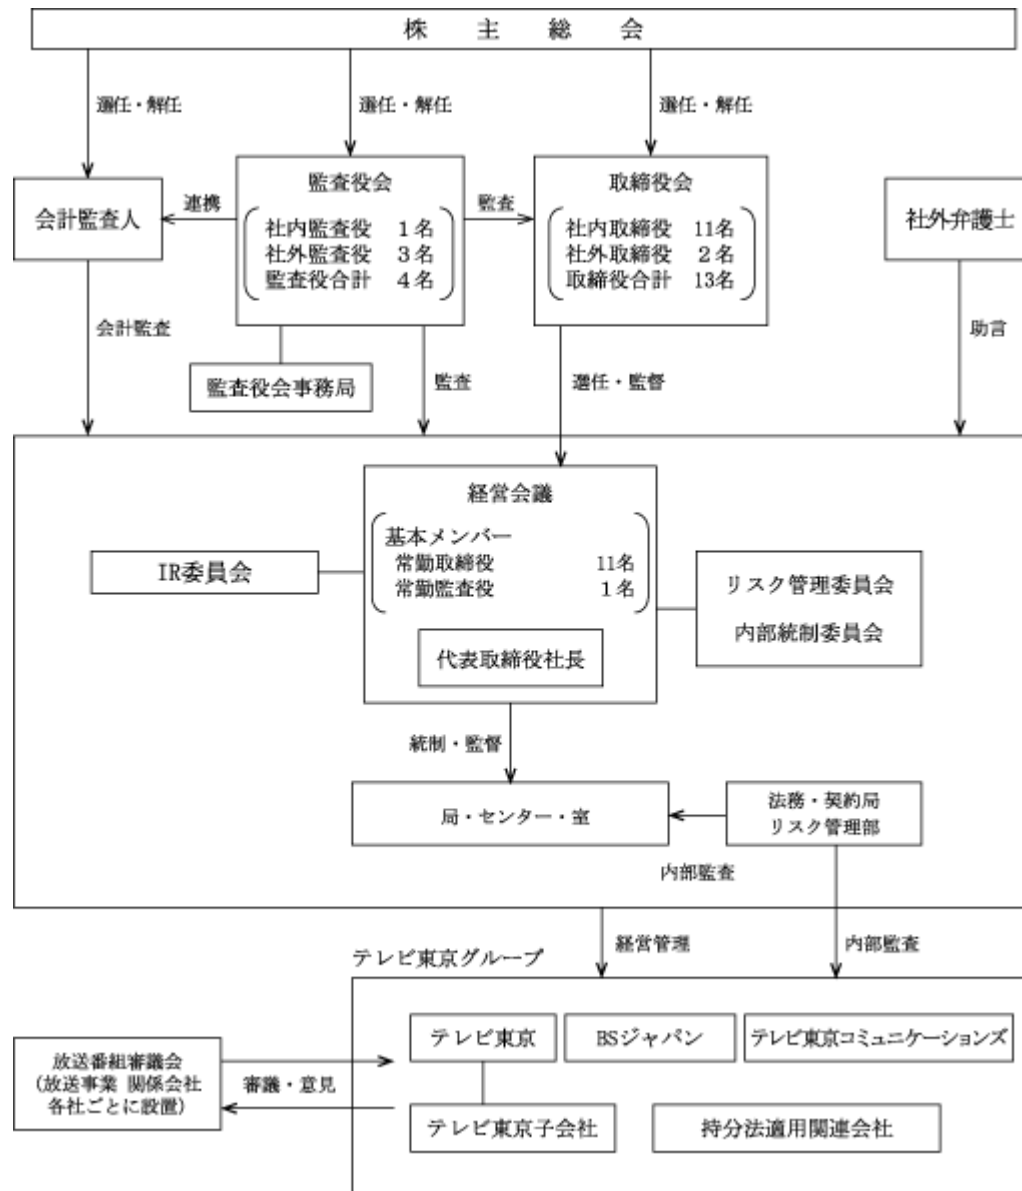 株主総会
選任・解任
選任・解任
選任・解任
監査役会
社内監査役 1名
社外監査役 3名
監査役合計 4名
取締役会
社内取締役 11名
社外取締役 2名
取締役合計 13名
会計監査人
連携
監査
社外弁護士
会計監査
監査役会事務局
監査
選任・監督
助言
経営会議
基本メンバー
常勤取締役 11名
常勤監査役 1名
代表取締役社長
IR委員会
リスク管理委員会
内部統制委員会
統制・監督
局・センター・室
法務・契約局
リスク管理部
内部監査
経営管理
内部監査
テレビ東京グループ
テレビ東京
BSジャパン
テレビ東京コミュニケーションズ
放送番組審議会
(放送事業 関係会社
各社ごとに設置)
審議・意見
テレビ東京子会社
持分法適用関連会社